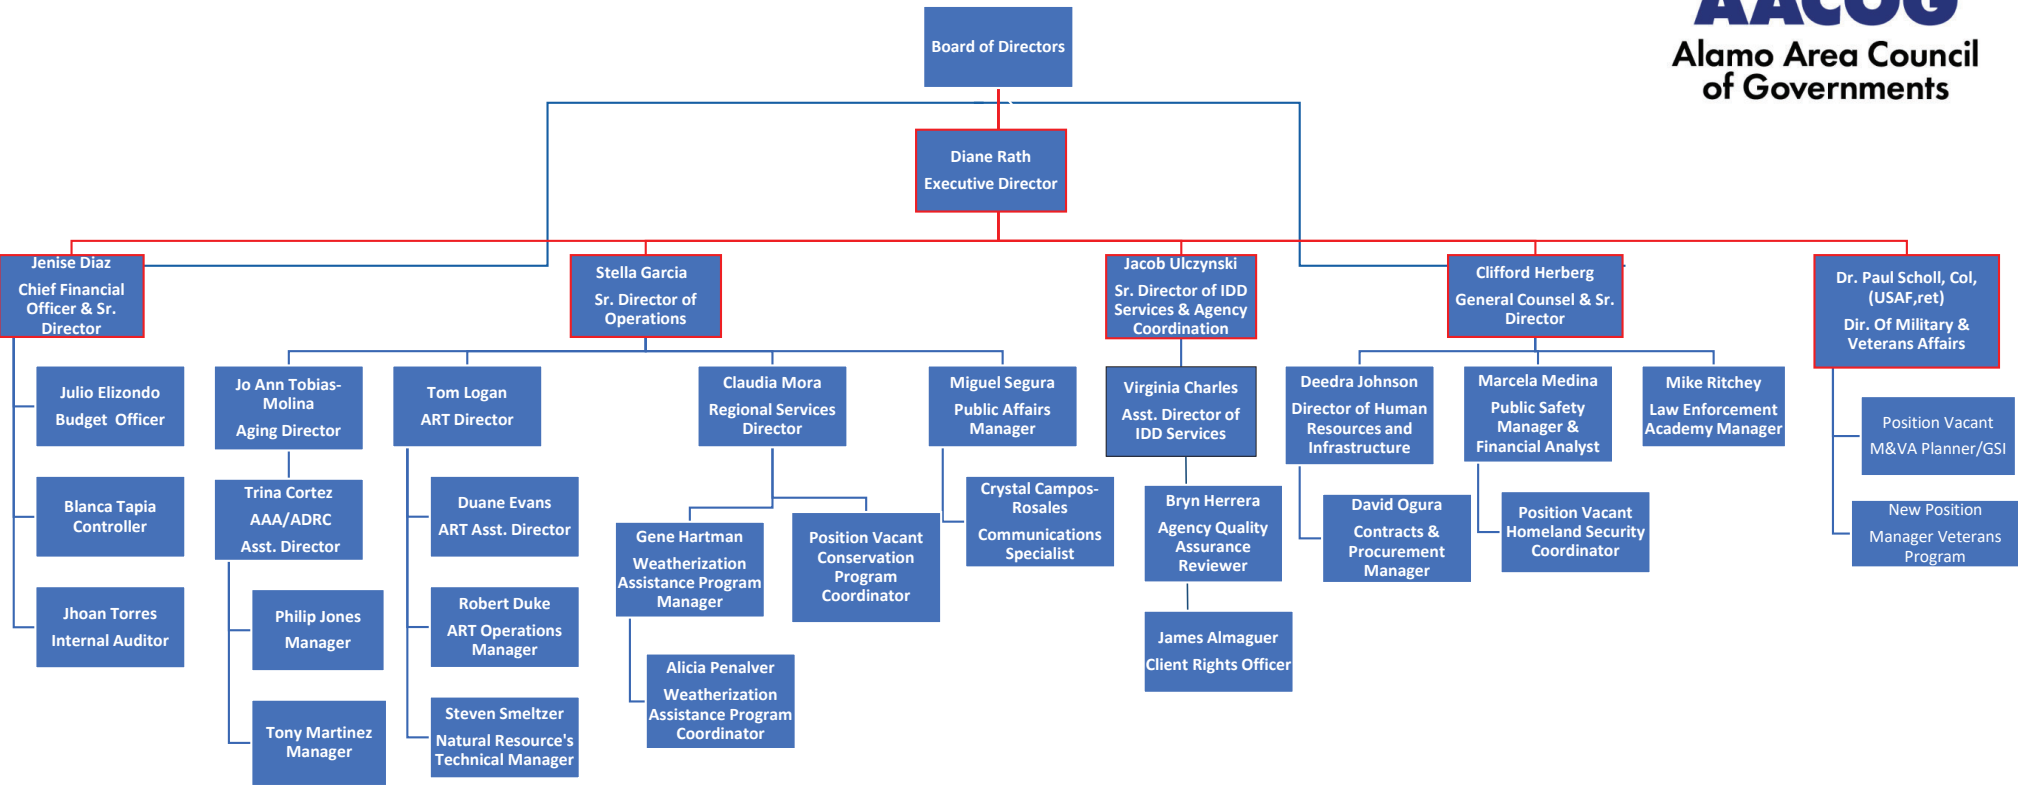 AACOG
Alamo Area Council
of Governments
Board of Directors
Diane Rath
Executive Director
Jenise Diaz
Chief Financial
Officer & Sr.
Director
Stella Garcia
Sr. Director of
Operations
Jacob Ulczynski
Sr. Director of IDD
Services & Agency
Coordination
Clifford Herberg
General Counsel & Sr.
Director
Dr. Paul Scholl, Col,
(USAF,ret)
Dir. Of Military &
Veterans Affairs
Julio Elizondo
Budget Officer
Blanca Tapia
Controller
Jhoan Torres
Internal Auditor
Jo Ann Tobias-
Molina
Aging Director
Trina Cortez
AAA/ADRC
Asst. Director
Philip Jones
Manager
Tony Martinez
Manager
Tom Logan
ART Director
Duane Evans
ART Asst. Director
Robert Duke
ART Operations
Manager
Steven Smeltzer
Natural Resource's
Technical Manager
Claudia Mora
Regional Services
Director
Gene Hartman
Weatherization
Assistance Program
Manager
Alicia Penalver
Weatherization
Assistance Program
Coordinator
Position Vacant
Conservation
Program
Coordinator
Miguel Segura
Public Affairs
Manager
Crystal Campos-
Rosales
Communications
Specialist
Virginia Charles
Asst. Director of
IDD Services
Bryn Herrera
Agency Quality
Assurance
Reviewer
James Almaguer
Client Rights Officer
Deedra Johnson
Director of Human
Resources and
Infrastructure
David Ogura
Contracts &
Procurement
Manager
Marcela Medina
Public Safety
Manager &
Financial Analyst
Position Vacant
Homeland Security
Coordinator
Mike Ritchey
Law Enforcement
Academy Manager
Position Vacant
M&VA Planner/GSI
New Position
Manager Veterans
Program